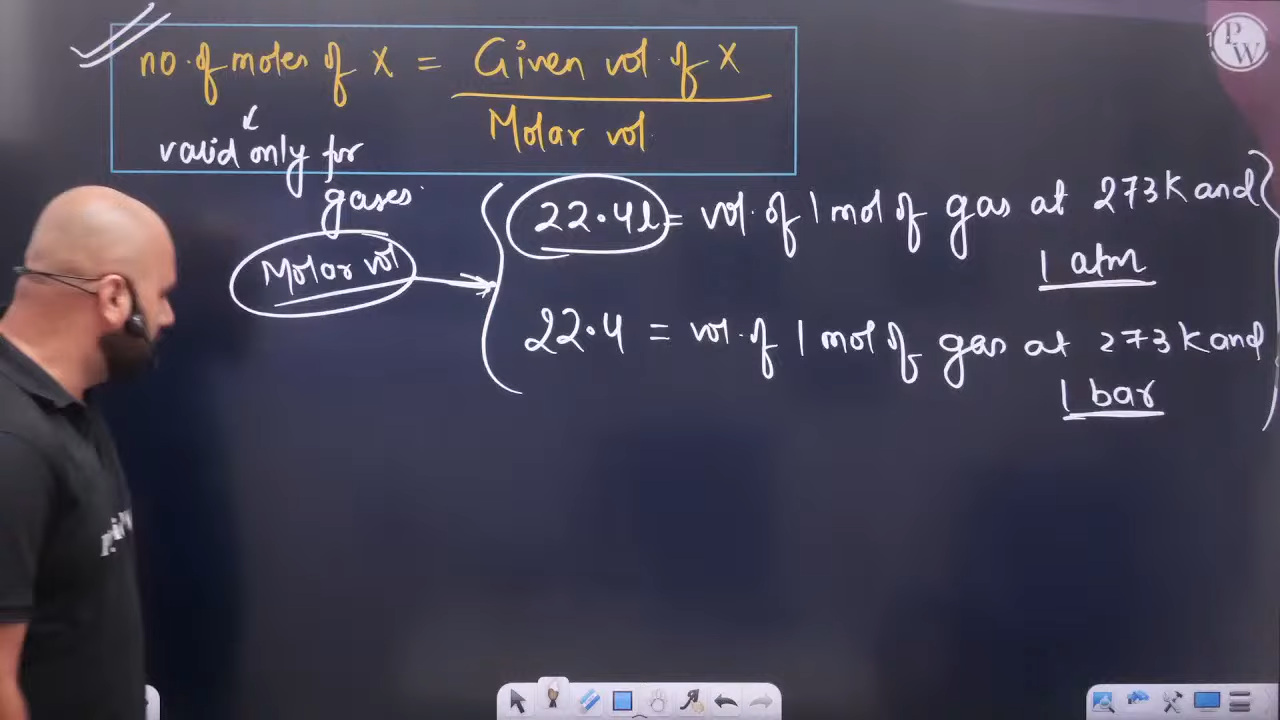 no. of moles of X = Given vol. of X
Molar vol.
valid only for
gases.
Molar vol
22.4l = vol. of 1 mol of gas at 273K and
1 atm
22.4 = vol. of 1 mol of gas at 273K and
1 bar
PW